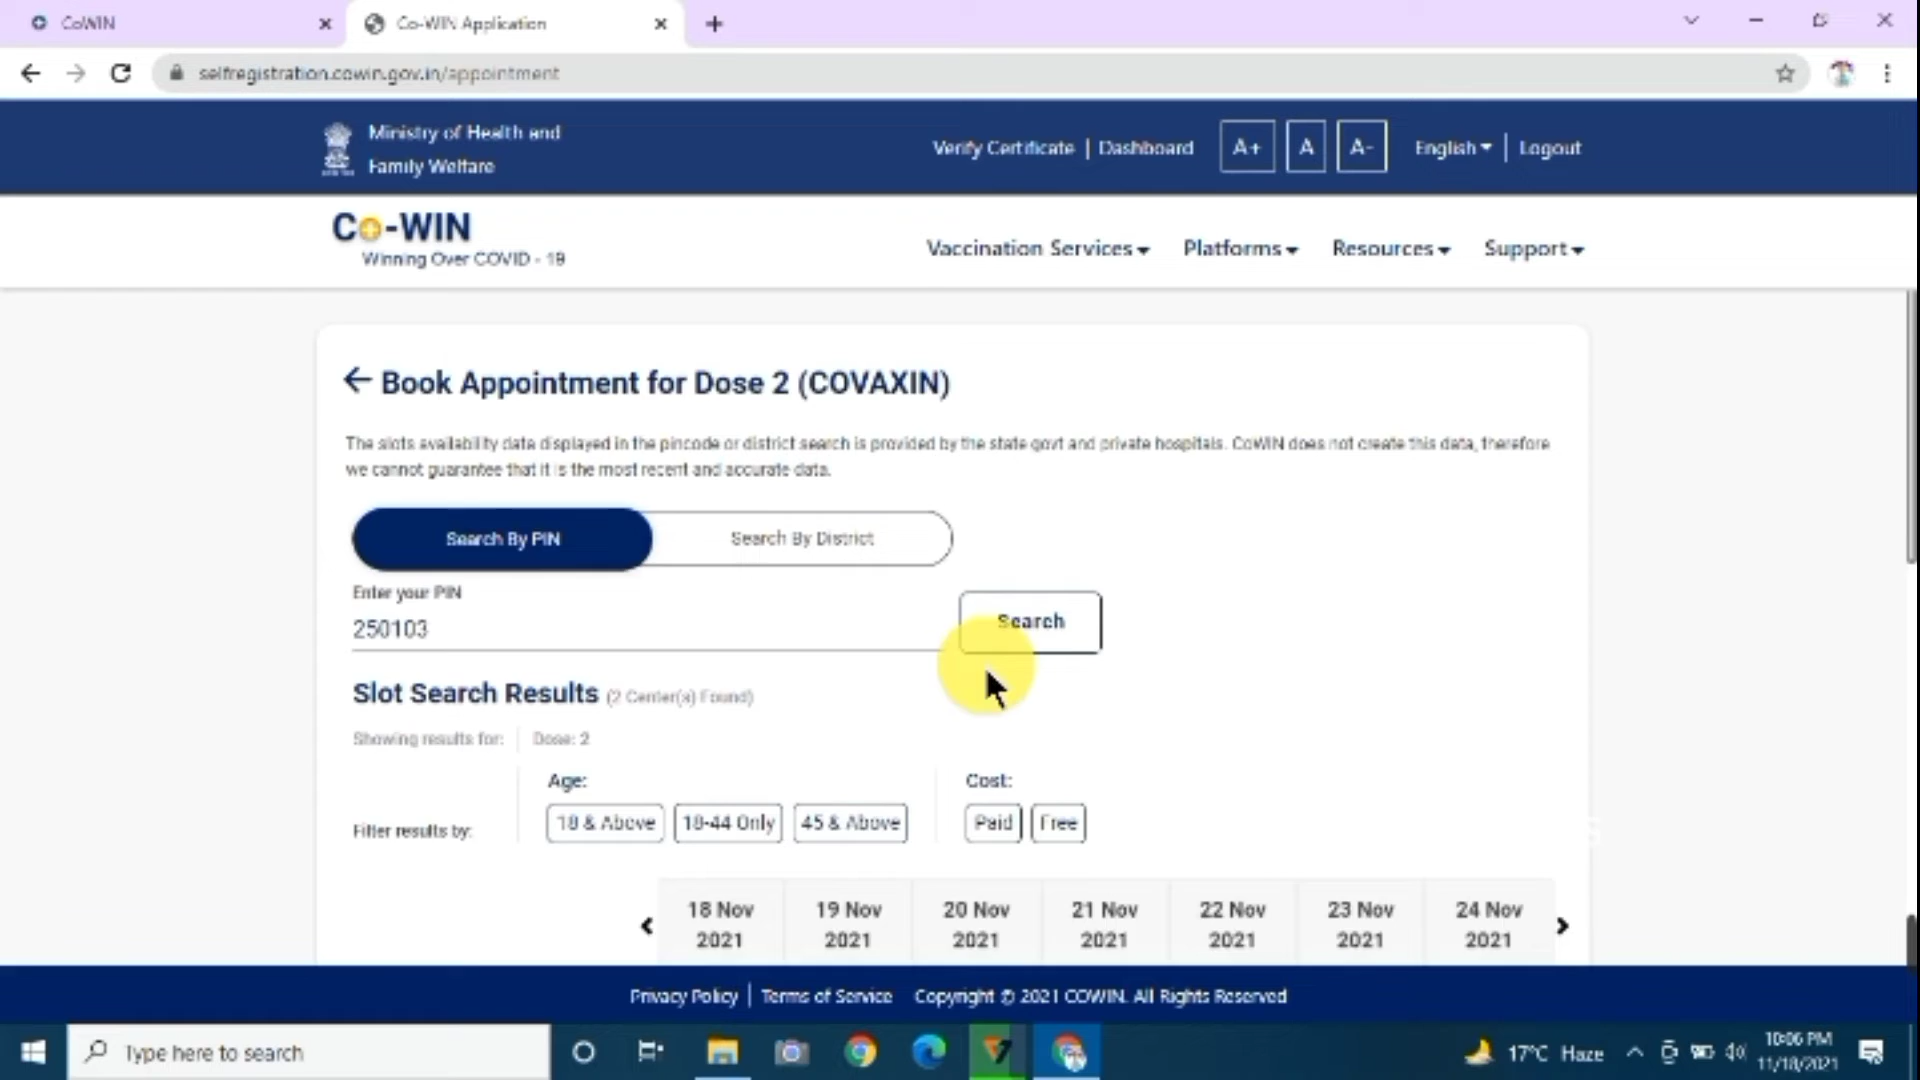 CoWIN
Co-WIN Application
selfregistration.cowin.gov.in/appointment
Ministry of Health and
Family Welfare
Verify Certificate | Dashboard
A+
A
A-
English
Logout
Co-WIN
Winning Over COVID - 19
Vaccination Services
Platforms
Resources
Support
Book Appointment for Dose 2 (COVAXIN)
The slots availability data displayed in the pincode or district search is provided by the state govt and private hospitals. CoWIN does not create this data, therefore
we cannot guarantee that it is the most recent and accurate data.
Search By PIN
Search By District
Enter your PIN
250103
Search
Slot Search Results (2 Center(s) Found)
Showing results for:
Dose: 2
Age:
Cost:
Filter results by:
18 & Above
18-44 Only
45 & Above
Paid
Free
18 Nov
2021
19 Nov
2021
20 Nov
2021
21 Nov
2021
22 Nov
2021
23 Nov
2021
24 Nov
2021
Privacy Policy | Terms of Service
Copyright © 2021 COWIN. All Rights Reserved
Type here to search
17°C Haze
10:06 PM
11/18/2021